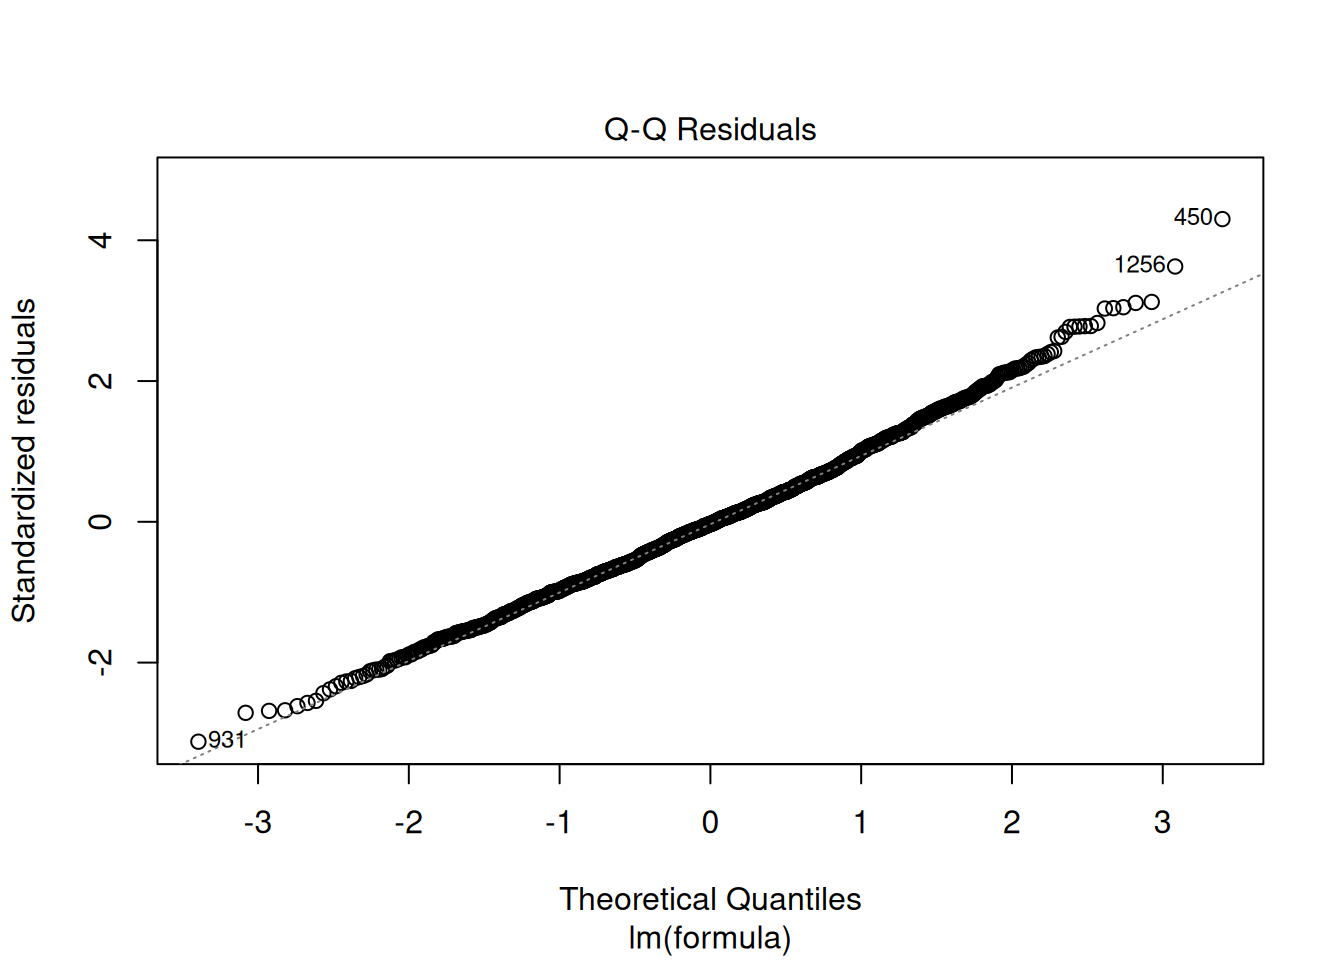 Q-Q Residuals
450
1256
931
4
2
0
-2
Standardized residuals
-3 -2 -1 0 1 2 3
Theoretical Quantiles
lm(formula)